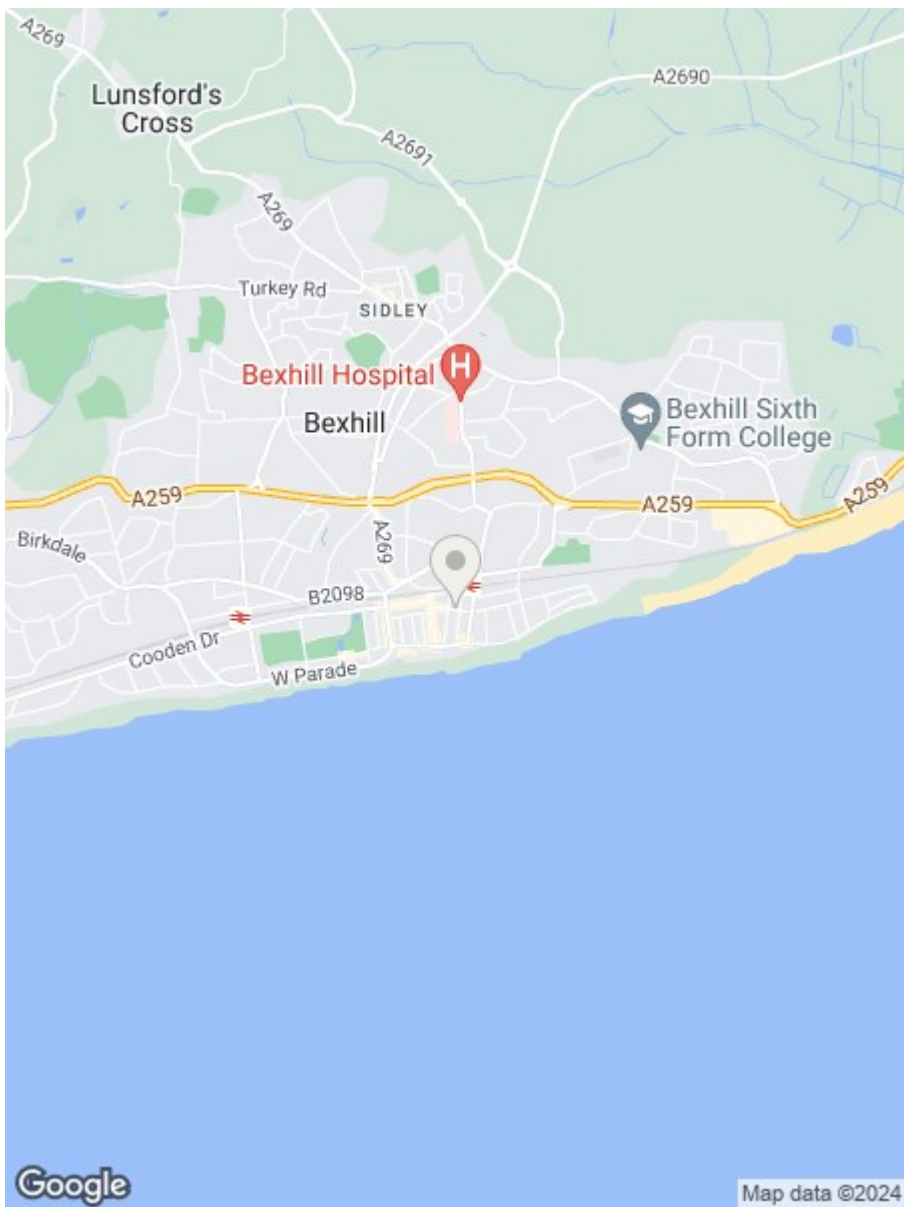 A269
A2690
Lunsford's
Cross
A2691
A269
Turkey Rd
SIDLEY
H
Bexhill Hospital
Bexhill
Bexhill Sixth
Form College
A259
A259
A259
Birkdale
A269
B2098
Cooden Dr
W Parade
Google
Map data ©2024